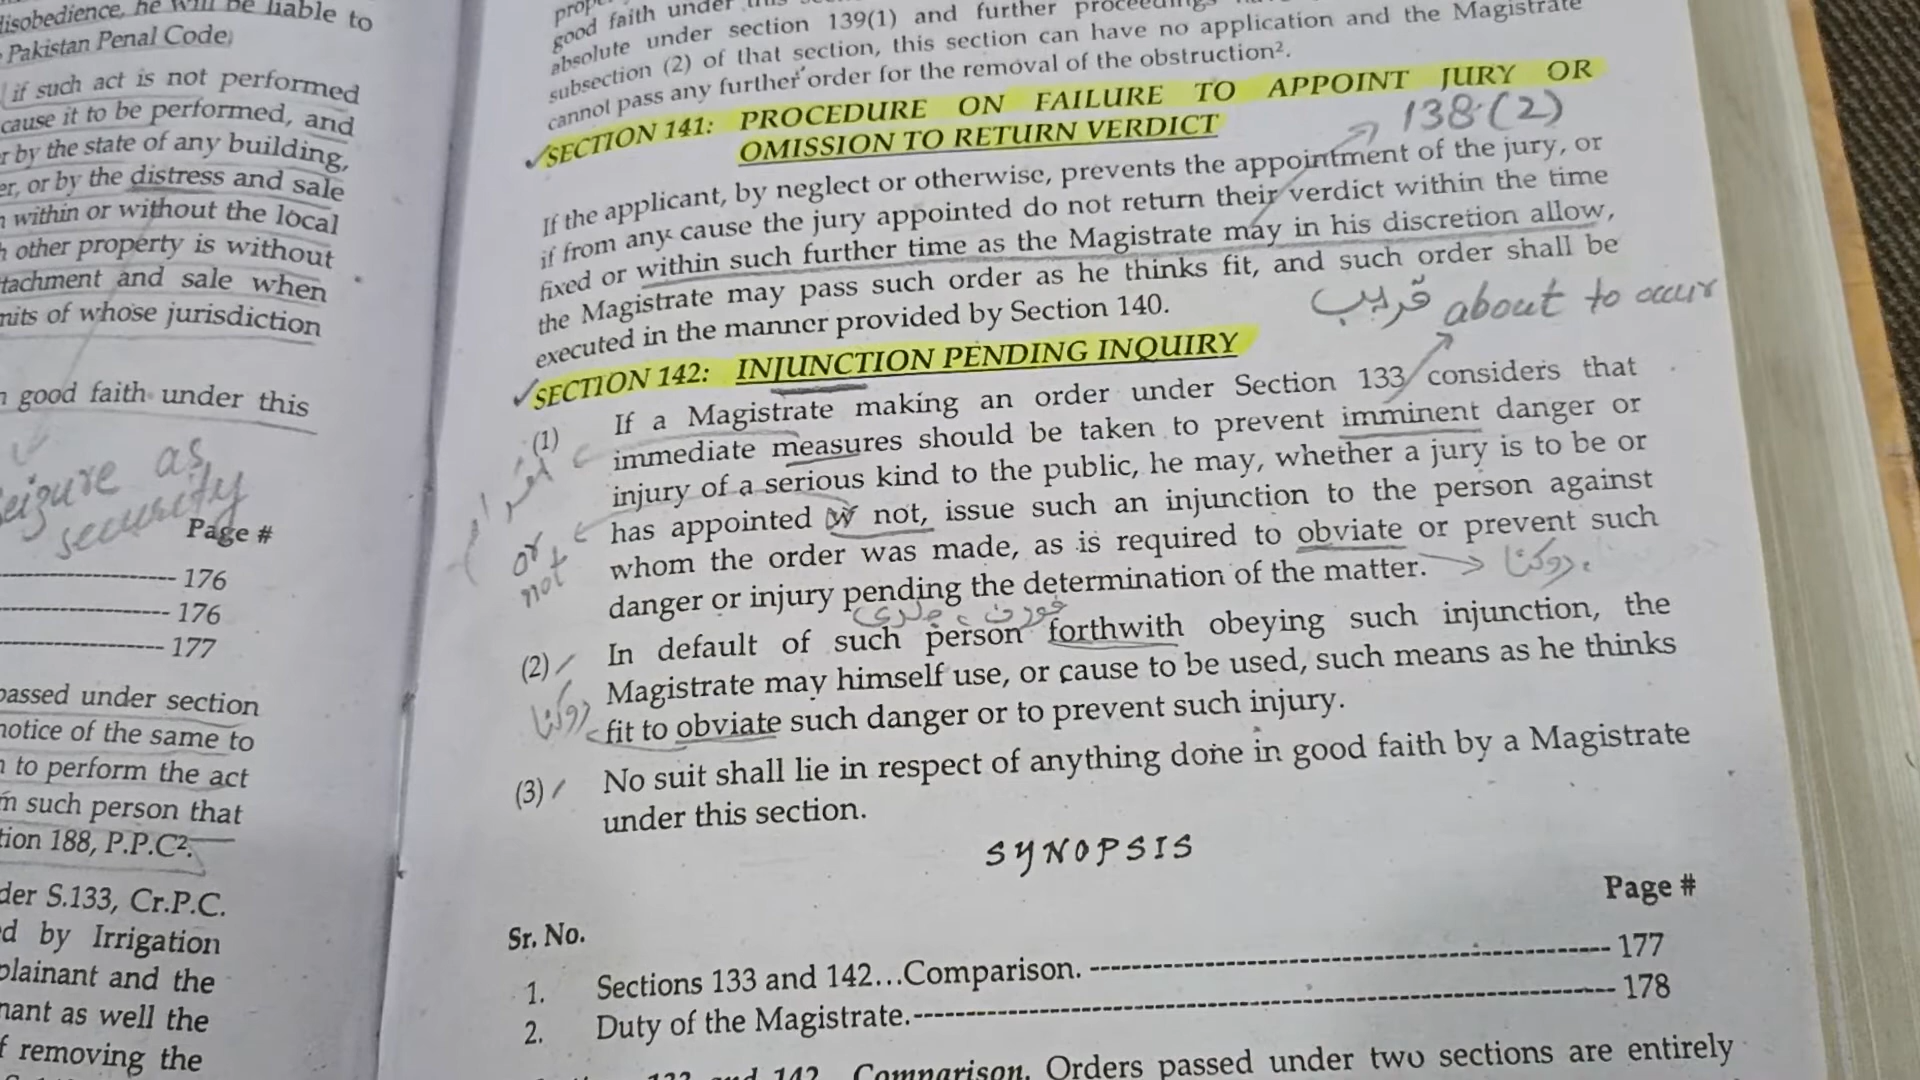 disobedience, he will be liable to
Pakistan Penal Code,
if such act is not performed
cause it to be performed, and
r by the state of any building,
er, or by the distress and sale
within or without the local
other property is without
tachment and sale when
mits of whose jurisdiction
good faith under this
seizure as
security
Page #
176
176
177
passed under section
notice of the same to
to perform the act
m such person that
tion 188, P.P.C².
der S.133, Cr.P.C.
d by Irrigation
plainant and the
nant as well the
f removing the
good faith under this
absolute under section 139(1) and further proceedings
subsection (2) of that section, this section can have no application and the Magistrate
cannot pass any further order for the removal of the obstruction².
SECTION 141: PROCEDURE ON FAILURE TO APPOINT JURY OR
OMISSION TO RETURN VERDICT
138(2)
If the applicant, by neglect or otherwise, prevents the appointment of the jury, or
if from any cause the jury appointed do not return their verdict within the time
fixed or within such further time as the Magistrate may in his discretion allow,
the Magistrate may pass such order as he thinks fit, and such order shall be
executed in the manner provided by Section 140.
قریب about to occur
SECTION 142: INJUNCTION PENDING INQUIRY
(1) If a Magistrate making an order under Section 133 considers that
immediate measures should be taken to prevent imminent danger or
injury of a serious kind to the public, he may, whether a jury is to be or
has appointed or not, issue such an injunction to the person against
or not
whom the order was made, as is required to obviate or prevent such
danger or injury pending the determination of the matter.
روکنا
فورن، جلدی
(2) In default of such person forthwith obeying such injunction, the
Magistrate may himself use, or cause to be used, such means as he thinks
روکنا
fit to obviate such danger or to prevent such injury.
(3) No suit shall lie in respect of anything done in good faith by a Magistrate
under this section.
SYNOPSIS
Page #
Sr. No.
1. Sections 133 and 142...Comparison. 177
2. Duty of the Magistrate. 178
142 Comparison. Orders passed under two sections are entirely